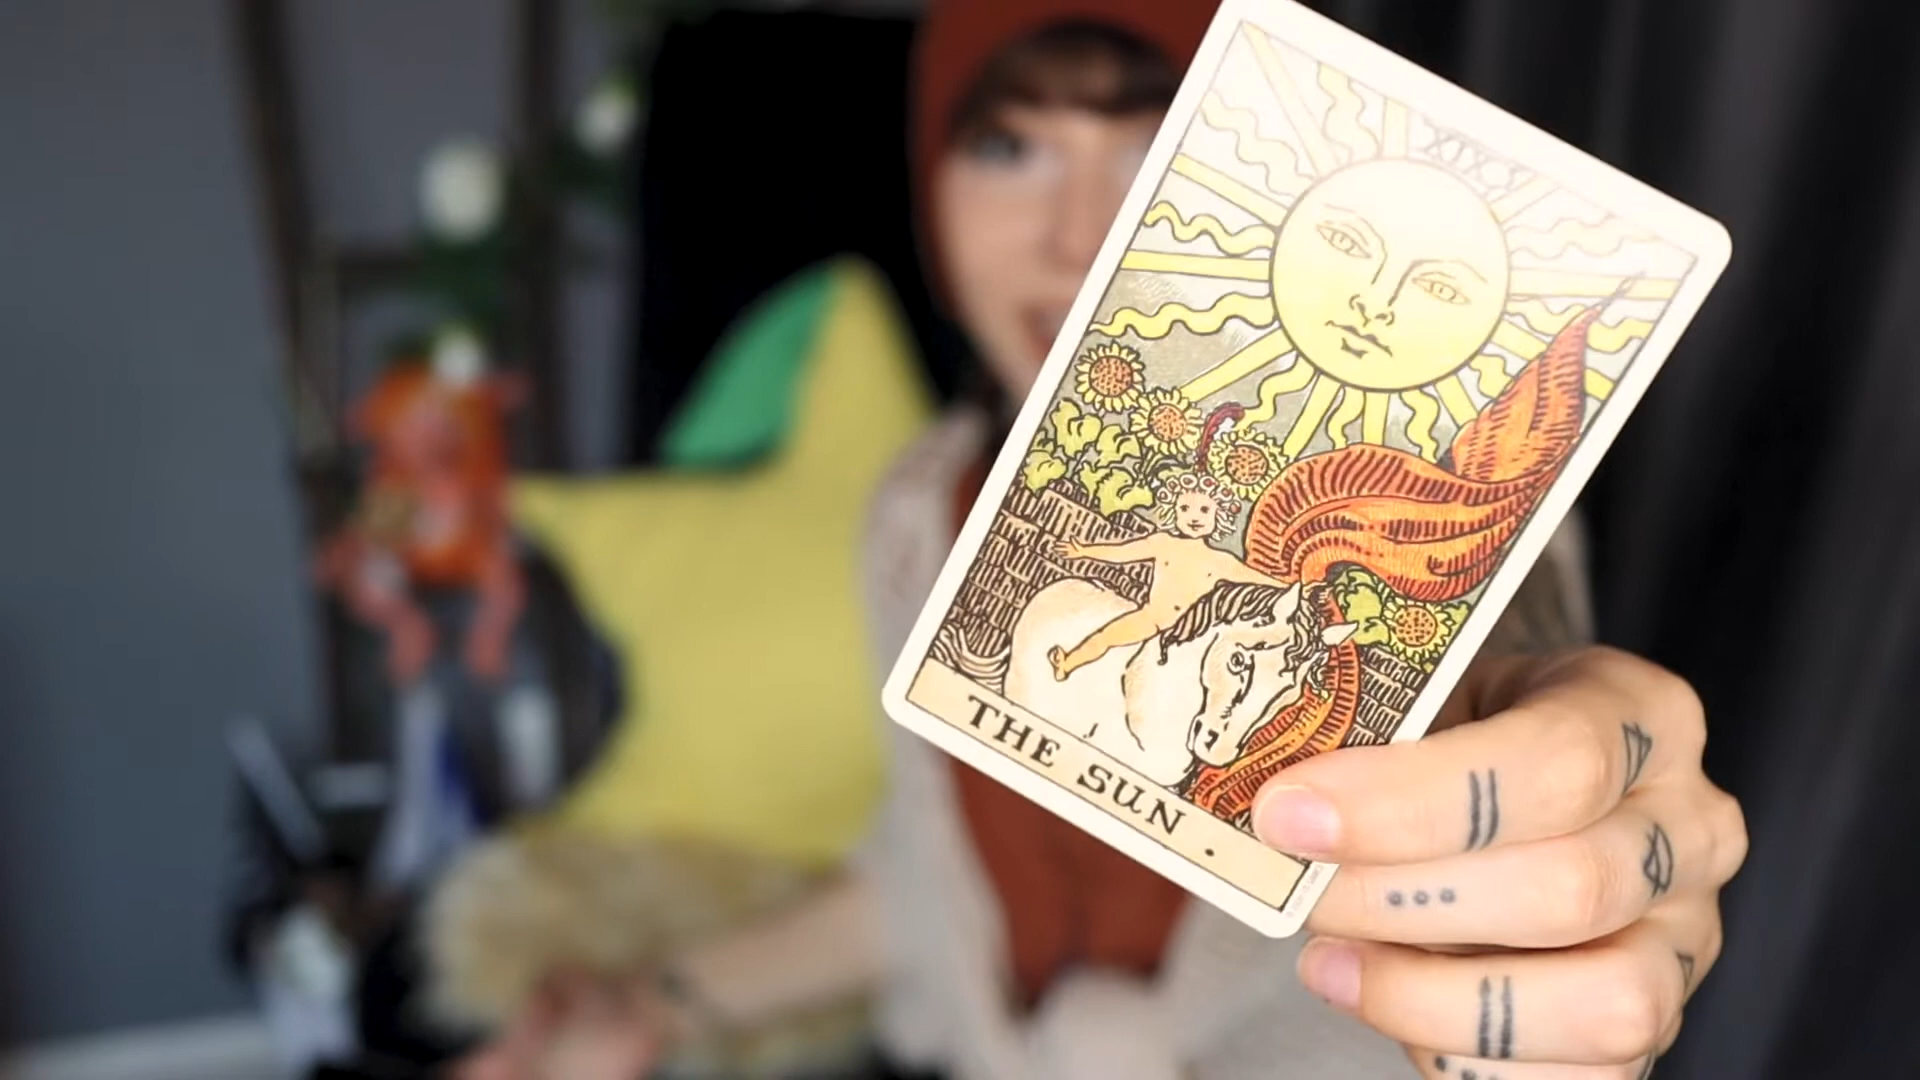 XIX
THE SUN .